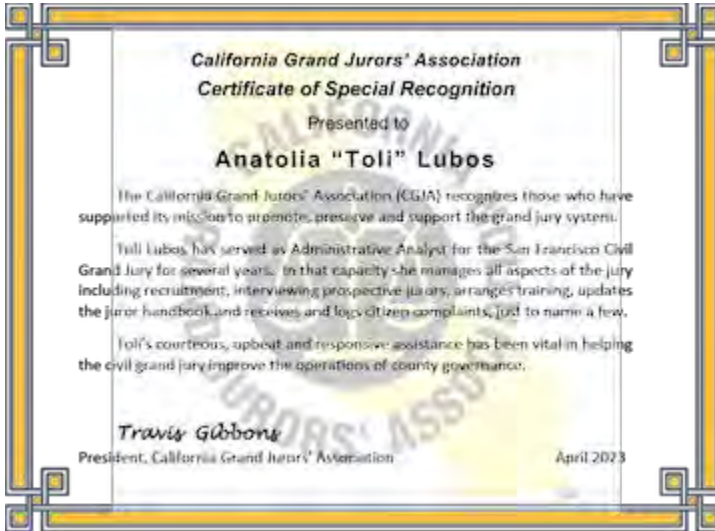 California Grand Jurors' Association
Certificate of Special Recognition
Presented to
Anatolia "Toli" Lubos
The California Grand Jurors' Association (CGJA) recognizes those who have
supported its mission to promote, preserve and support the grand jury system.
Toli Lubos has served as Administrative Analyst for the San Francisco Civil
Grand Jury for several years. In that capacity she manages all aspects of the jury
including recruitment, interviewing prospective jurors, arranges training, updates
the juror handbook and receives and logs citizen complaints, just to name a few.
Toli's courteous, upbeat and responsive assistance has been vital in helping
the civil grand jury improve the operations of county governance.
Travis Gibbons
President, California Grand Jurors' Association April 2023
CALIFORNIA
JURORS' ASSOC